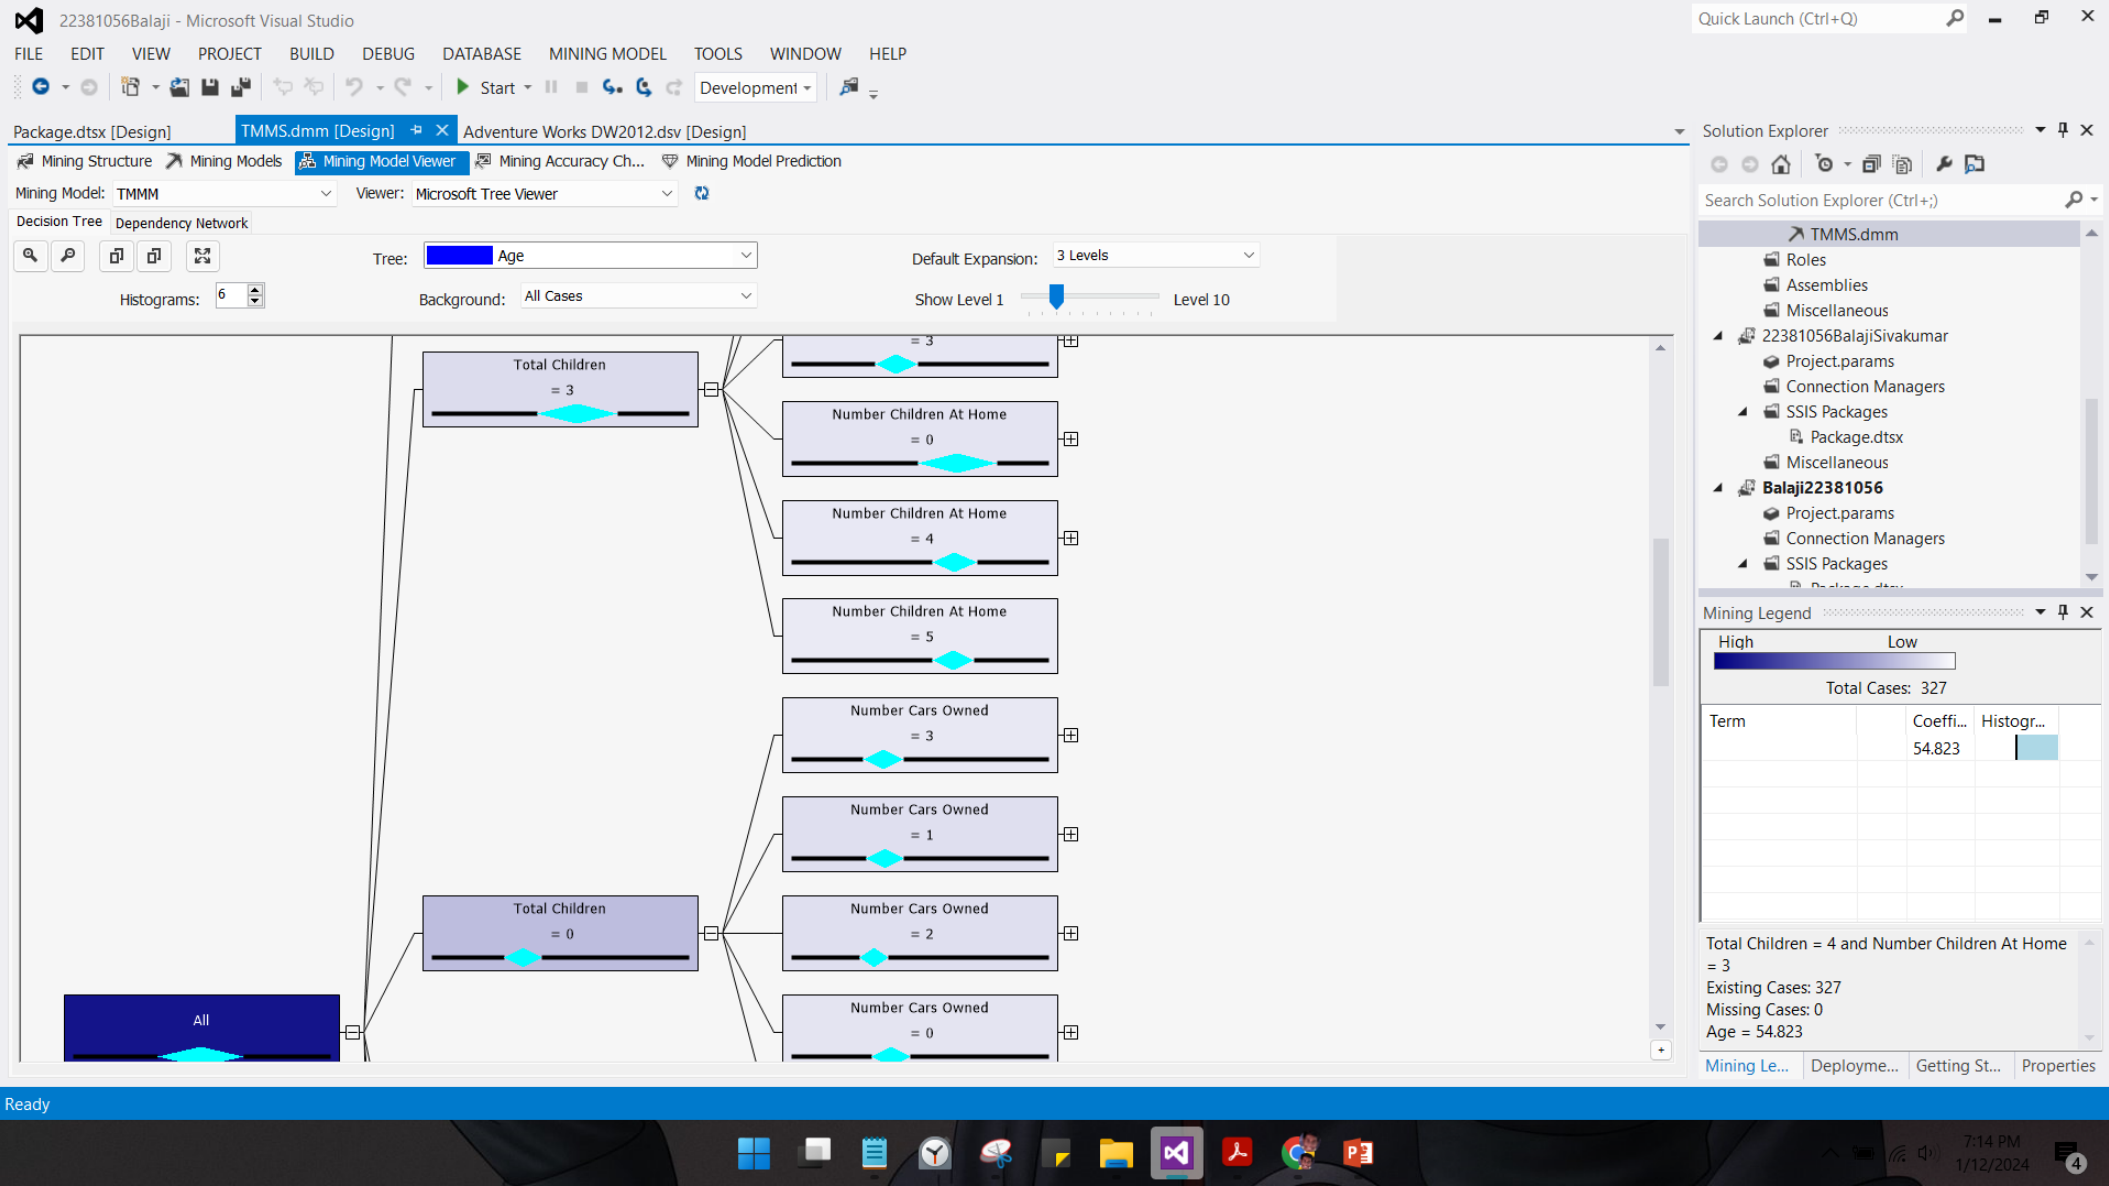 22381056Balaji - Microsoft Visual Studio
Quick Launch (Ctrl+Q)
FILE EDIT VIEW PROJECT BUILD DEBUG DATABASE MINING MODEL TOOLS WINDOW HELP
Start Development
Package.dtsx [Design] TMMS.dmm [Design] Adventure Works DW2012.dsv [Design]
Mining Structure Mining Models Mining Model Viewer Mining Accuracy Ch... Mining Model Prediction
Mining Model: TMMM Viewer: Microsoft Tree Viewer
Decision Tree Dependency Network
Tree: Age Default Expansion: 3 Levels
Histograms: 6 Background: All Cases Show Level 1 Level 10
= 3
Total Children
= 3
Number Children At Home
= 0
Number Children At Home
= 4
Number Children At Home
= 5
Number Cars Owned
= 3
Number Cars Owned
= 1
Total Children
= 0
Number Cars Owned
= 2
Number Cars Owned
= 0
All
Solution Explorer
Search Solution Explorer (Ctrl+;)
TMMS.dmm
Roles
Assemblies
Miscellaneous
22381056BalajiSivakumar
Project.params
Connection Managers
SSIS Packages
Package.dtsx
Miscellaneous
Balaji22381056
Project.params
Connection Managers
SSIS Packages
Package.dtsx
Mining Legend
High Low
Total Cases: 327
Term Coeffi... Histogr...
54.823
Total Children = 4 and Number Children At Home
= 3
Existing Cases: 327
Missing Cases: 0
Age = 54.823
Mining Le... Deployme... Getting St... Properties
Ready
7:14 PM
1/12/2024
4